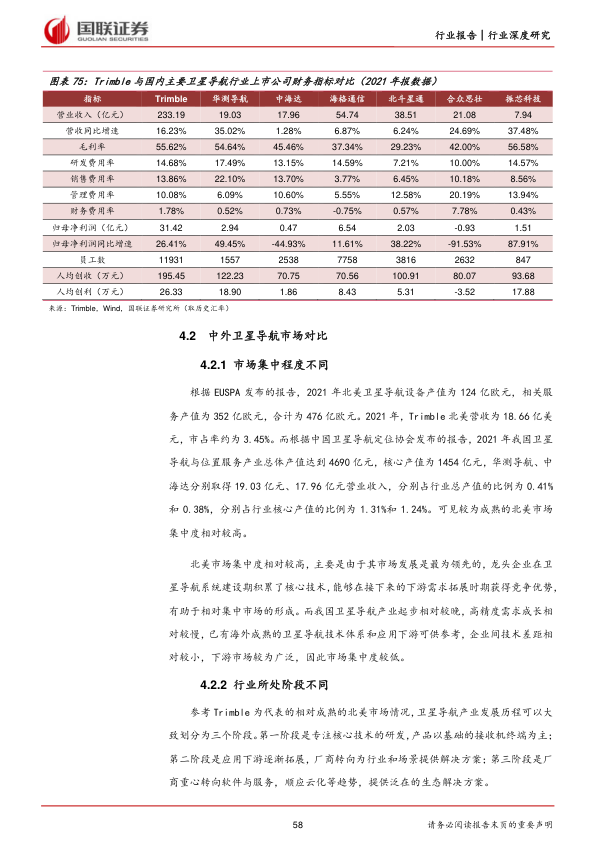 国联证券
GUOLIAN SECURITIES
行业报告│行业深度研究
图表 75：Trimble 与国内主要卫星导航行业上市公司财务指标对比（2021 年报数据）
指标 Trimble 华测导航 中海达 海格通信 北斗星通 合众思壮 振芯科技
营业收入（亿元） 233.19 19.03 17.96 54.74 38.51 21.08 7.94
营收同比增速 16.23% 35.02% 1.28% 6.87% 6.24% 24.69% 37.48%
毛利率 55.62% 54.64% 45.46% 37.34% 29.23% 42.00% 56.58%
研发费用率 14.68% 17.49% 13.15% 14.59% 7.21% 10.00% 14.57%
销售费用率 13.86% 22.10% 13.70% 3.77% 6.45% 10.18% 8.56%
管理费用率 10.08% 6.09% 10.60% 5.55% 12.58% 20.19% 13.94%
财务费用率 1.78% 0.52% 0.73% -0.75% 0.57% 7.78% 0.43%
归母净利润（亿元） 31.42 2.94 0.47 6.54 2.03 -0.93 1.51
归母净利润同比增速 26.41% 49.45% -44.93% 11.61% 38.22% -91.53% 87.91%
员工数 11931 1557 2538 7758 3816 2632 847
人均创收（万元） 195.45 122.23 70.75 70.56 100.91 80.07 93.68
人均创利（万元） 26.33 18.90 1.86 8.43 5.31 -3.52 17.88
来源：Trimble，Wind，国联证券研究所（取历史汇率）
4.2 中外卫星导航市场对比
4.2.1 市场集中程度不同
根据 EUSPA 发布的报告，2021 年北美卫星导航设备产值为 124 亿欧元，相关服
务产值为 352 亿欧元，合计为 476 亿欧元。2021 年，Trimble 北美营收为 18.66 亿美
元，市占率约为 3.45%。而根据中国卫星导航定位协会发布的报告，2021 年我国卫星
导航与位置服务产业总体产值达到 4690 亿元，核心产值为 1454 亿元，华测导航、中
海达分别取得 19.03 亿元、17.96 亿元营业收入，分别占行业总产值的比例为 0.41%
和 0.38%，分别占行业核心产值的比例为 1.31%和 1.24%。可见较为成熟的北美市场
集中度相对较高。
北美市场集中度相对较高，主要是由于其市场发展是最为领先的，龙头企业在卫
星导航系统建设期积累了核心技术，能够在接下来的下游需求拓展时期获得竞争优势，
有助于相对集中市场的形成。而我国卫星导航产业起步相对较晚，高精度需求成长相
对较慢，已有海外成熟的卫星导航技术体系和应用下游可供参考，企业间技术差距相
对较小，下游市场较为广泛，因此市场集中度较低。
4.2.2 行业所处阶段不同
参考 Trimble 为代表的相对成熟的北美市场情况，卫星导航产业发展历程可以大
致划分为三个阶段。第一阶段是专注核心技术的研发，产品以基础的接收机终端为主；
第二阶段是应用下游逐渐拓展，厂商转向为行业和场景提供解决方案；第三阶段是厂
商重心转向软件与服务，顺应云化等趋势，提供泛在的生态解决方案。
58
请务必阅读报告末页的重要声明